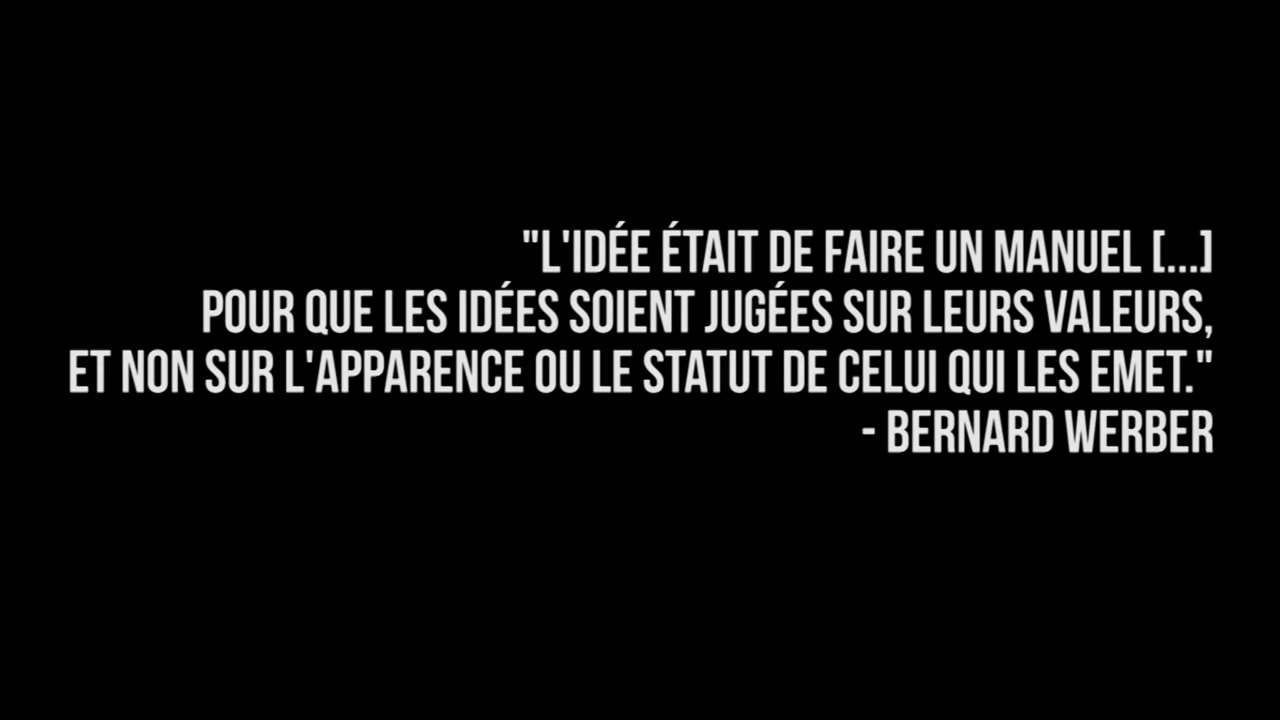 "L'IDÉE ÉTAIT DE FAIRE UN MANUEL [...]
POUR QUE LES IDÉES SOIENT JUGÉES SUR LEURS VALEURS,
ET NON SUR L'APPARENCE OU LE STATUT DE CELUI QUI LES EMET."
- BERNARD WERBER